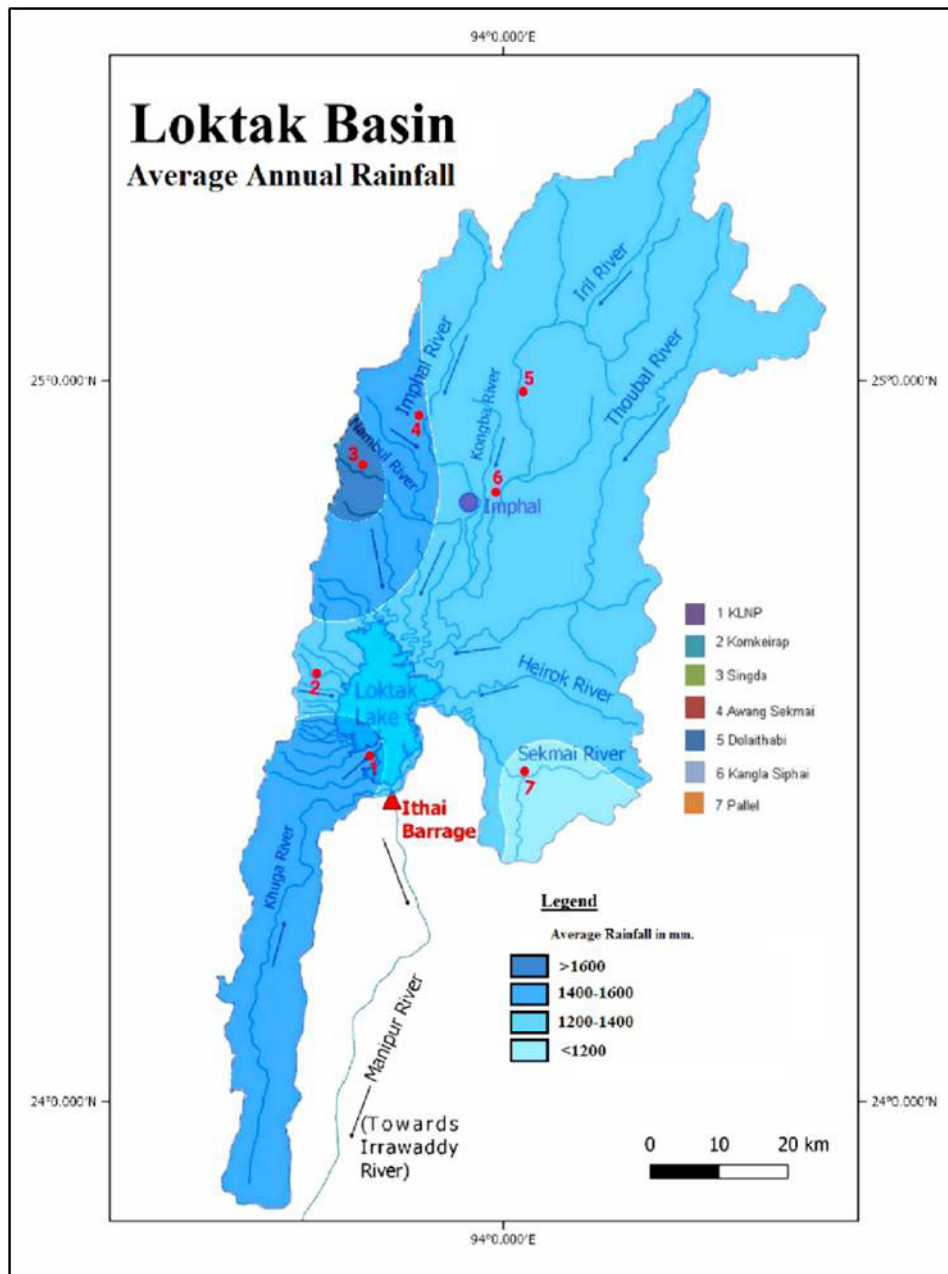 94°0.000'E
Loktak Basin
Average Annual Rainfall
Iril River
Imphal River
Thoubal River
25°0.000'N
25°0.000'N
5
4
Kongba River
Nambul River
3
6
Imphal
1 KLNP
2 Komkeirap
3 Singda
4 Awang Sekmai
5 Dolaithabi
6 Kangla Siphai
7 Pallel
Heirok River
2
Loktak
Lake
Sekmai River
1
7
Ithai
Barrage
Khuga River
Legend
Average Rainfall in mm.
>1600
1400-1600
1200-1400
<1200
Manipur River
24°0.000'N
24°0.000'N
(Towards
Irrawaddy
River)
0 10 20 km
94°0.000'E